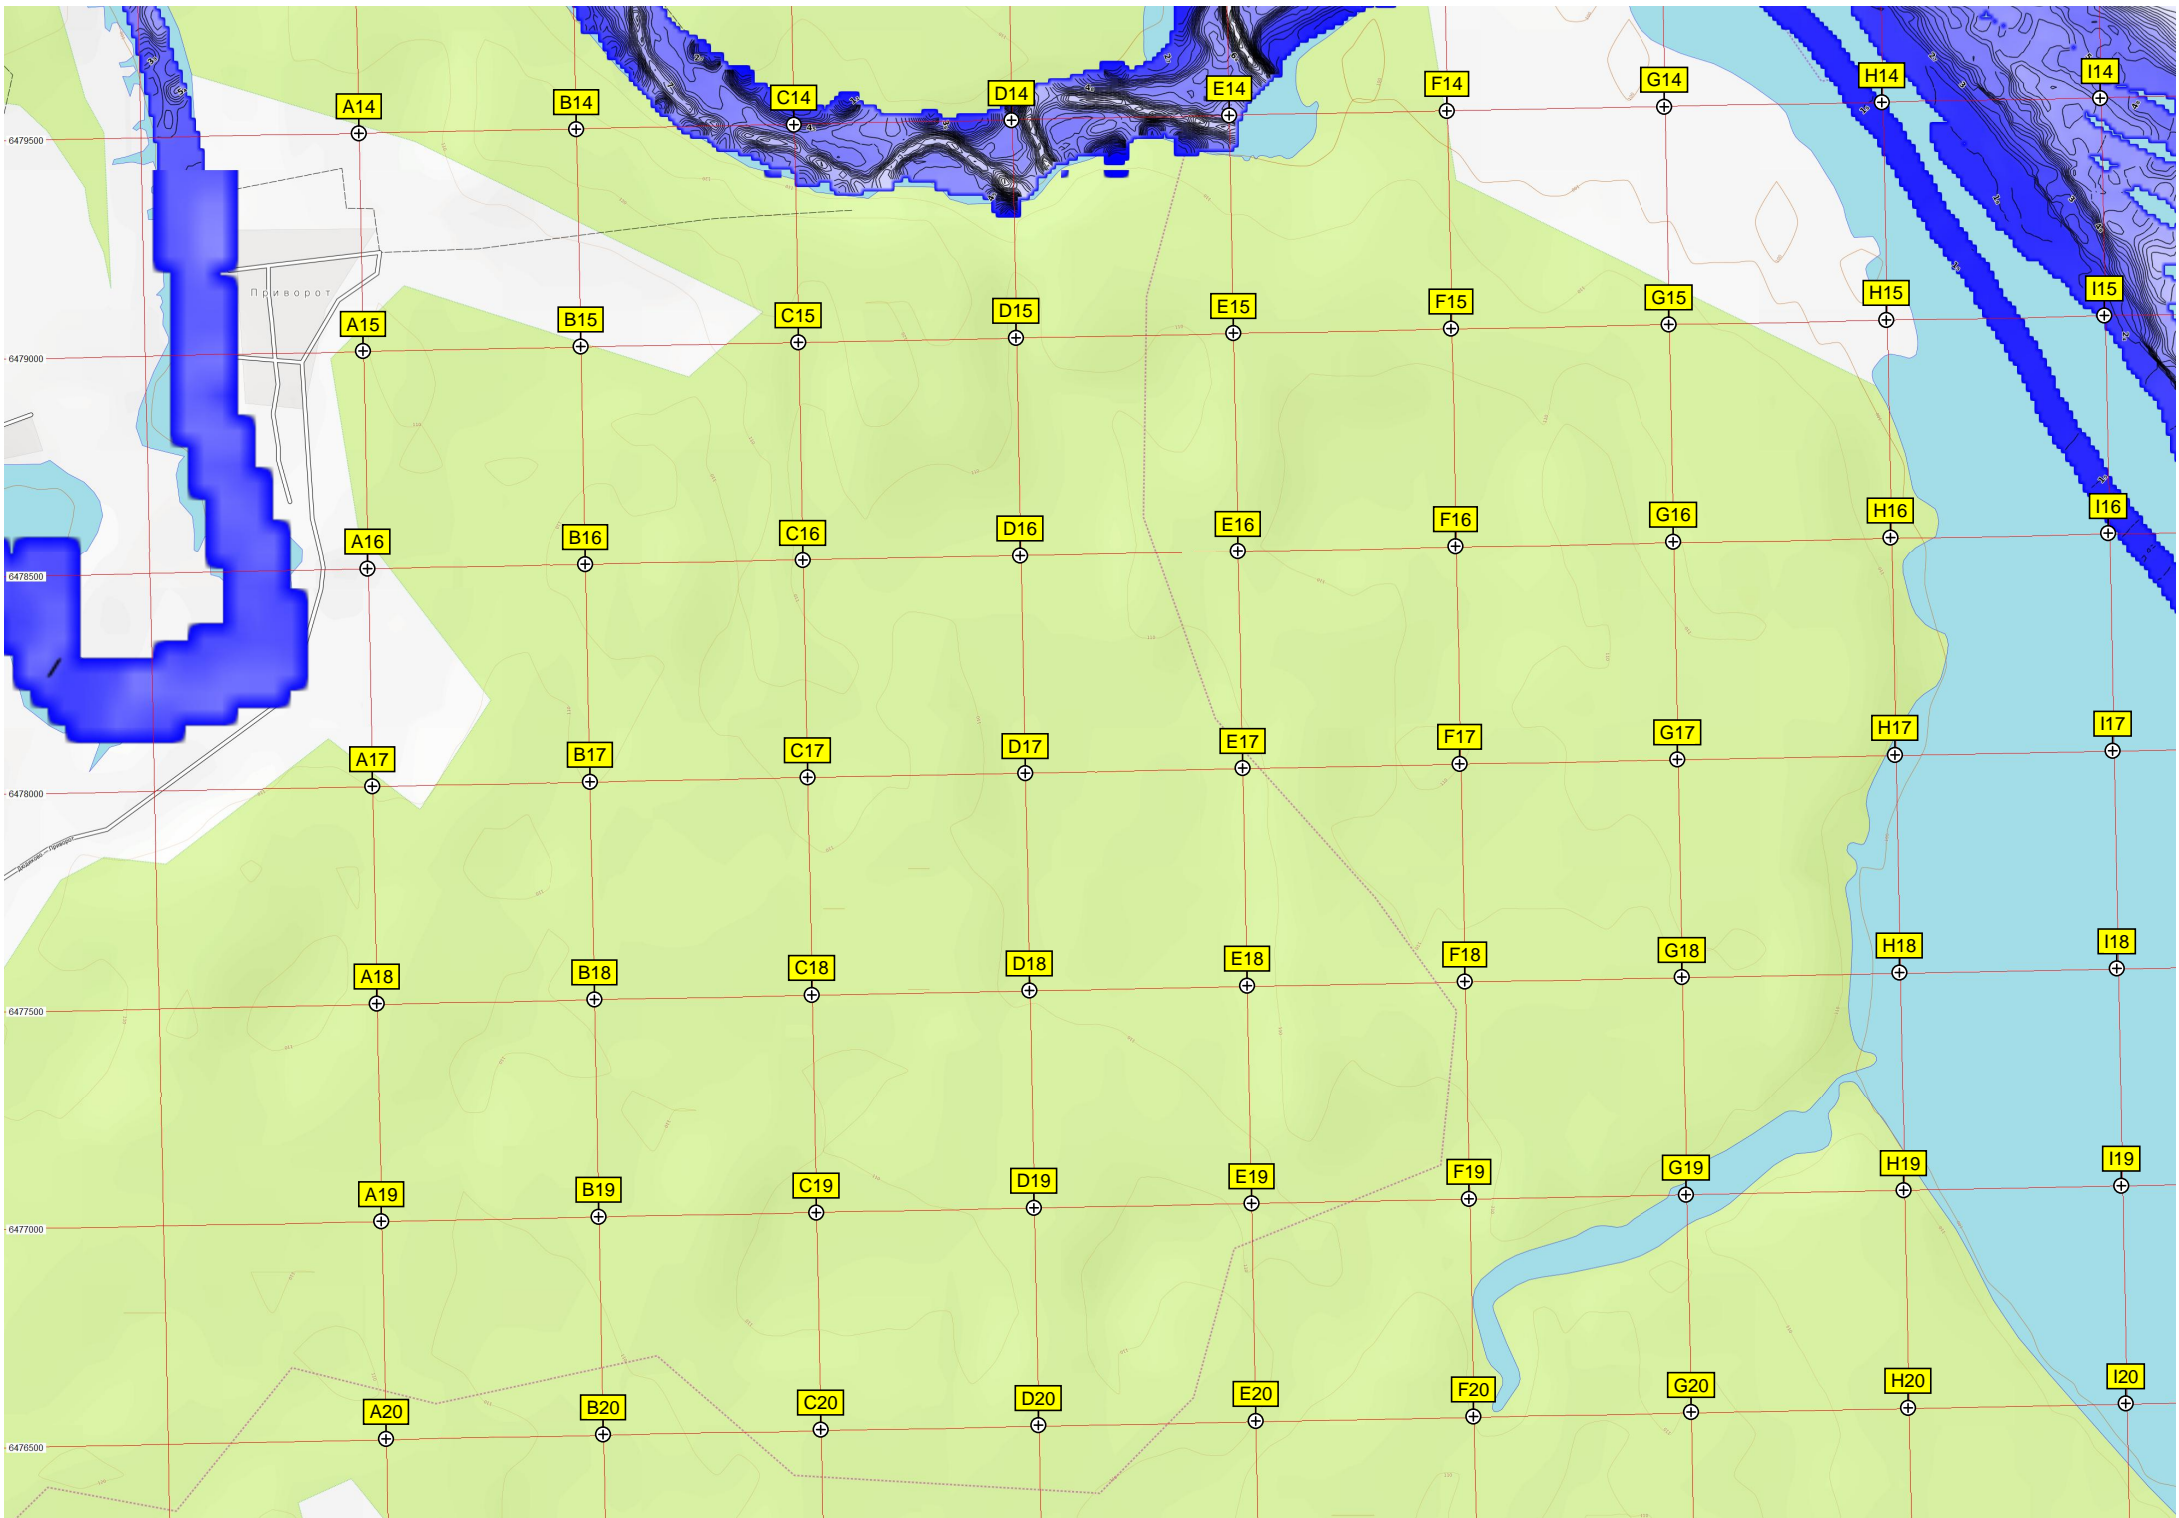 A14 B14 C14 D14 E14 F14 G14 H14 I14
6479500
Приворот
A15 B15 C15 D15 E15 F15 G15 H15 I15
6479000
A16 B16 C16 D16 E16 F16 G16 H16 I16
6478500
A17 B17 C17 D17 E17 F17 G17 H17 I17
6478000
A18 B18 C18 D18 E18 F18 G18 H18 I18
6477500
A19 B19 C19 D19 E19 F19 G19 H19 I19
6477000
A20 B20 C20 D20 E20 F20 G20 H20 I20
6476500